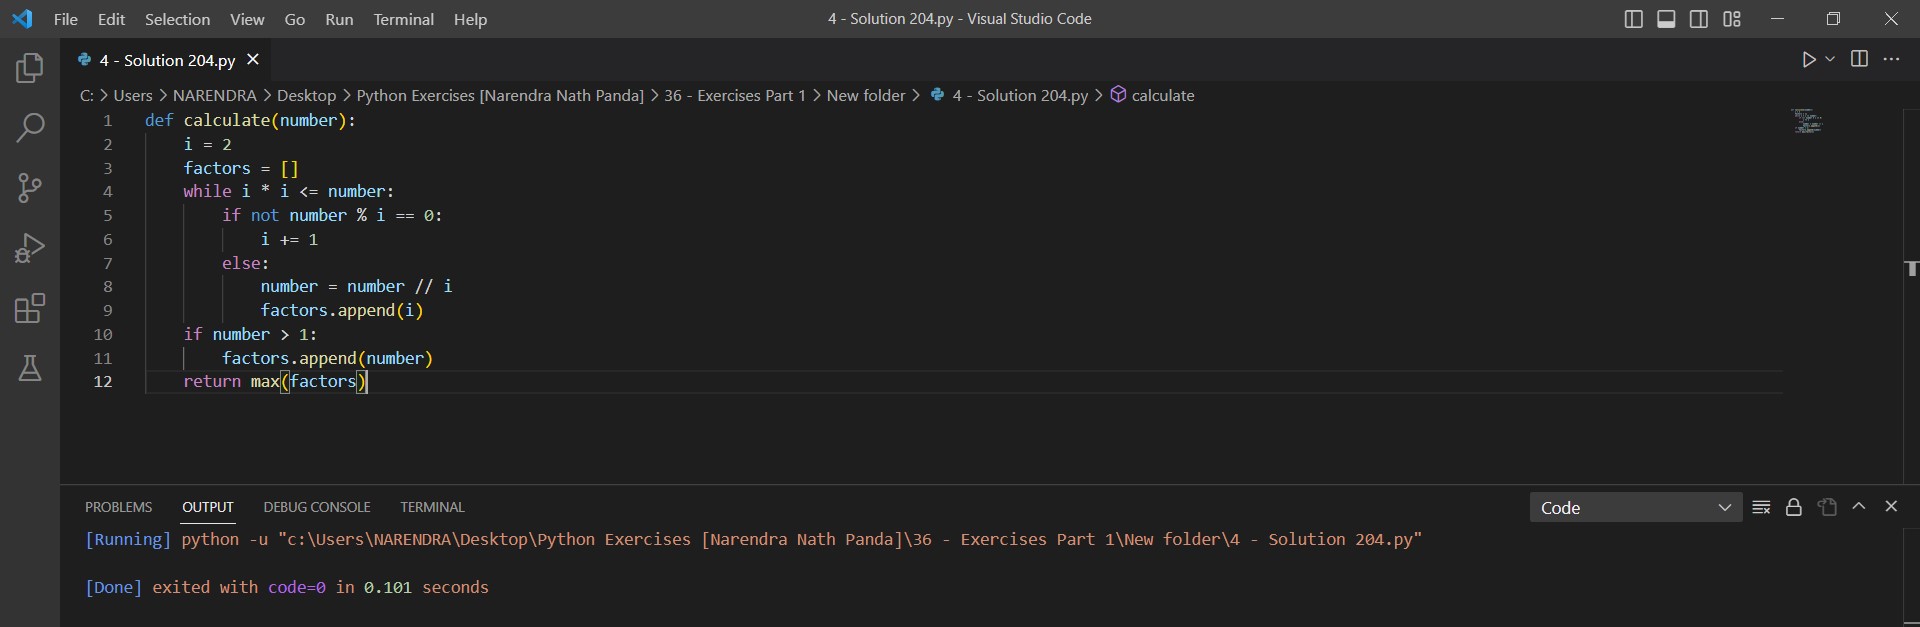 File Edit Selection View Go Run Terminal Help 4 - Solution 204.py - Visual Studio Code
4 - Solution 204.py
C: > Users > NARENDRA > Desktop > Python Exercises [Narendra Nath Panda] > 36 - Exercises Part 1 > New folder > 4 - Solution 204.py > calculate
1 def calculate(number):
2     i = 2
3     factors = []
4     while i * i <= number:
5         if not number % i == 0:
6             i += 1
7         else:
8             number = number // i
9             factors.append(i)
10     if number > 1:
11         factors.append(number)
12     return max(factors)
PROBLEMS OUTPUT DEBUG CONSOLE TERMINAL Code
[Running] python -u "c:\Users\NARENDRA\Desktop\Python Exercises [Narendra Nath Panda]\36 - Exercises Part 1\New folder\4 - Solution 204.py"
[Done] exited with code=0 in 0.101 seconds